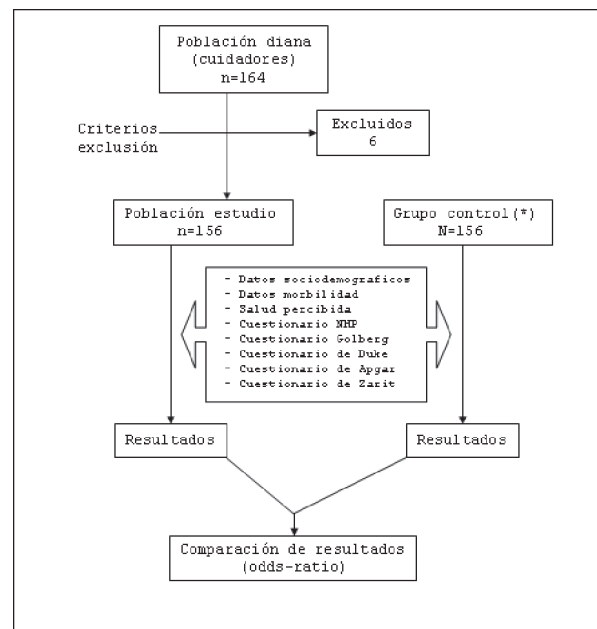 Población diana
(cuidadores)
n=164
Criterios
exclusión
Excluidos
6
Población estudio
n=156
Grupo control(*)
N=156
- Datos sociodemograficos
- Datos morbilidad
- Salud percibida
- Cuestionario NHP
- Cuestionario Golberg
- Cuestionario de Duke
- Cuestionario de Apgar
- Cuestionario de Zarit
Resultados
Resultados
Comparación de resultados
(odds-ratio)